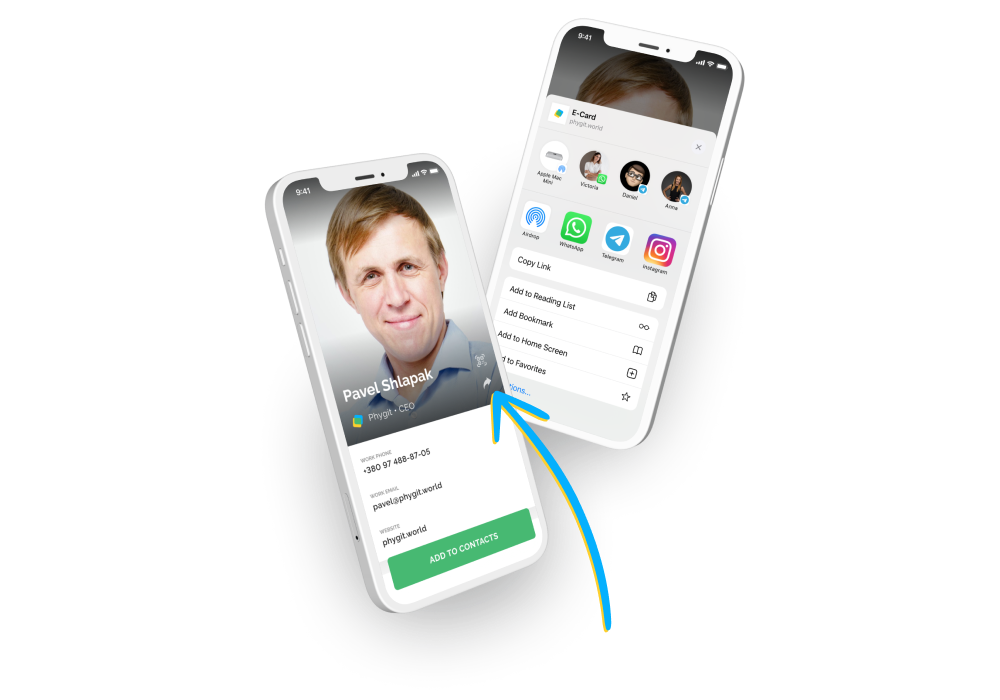 9:41
Pavel Shlapak
Phygit • CEO
WORK PHONE
+380 97 488-87-05
WORK EMAIL
pavel@phygit.world
WEBSITE
phygit.world
ADD TO CONTACTS
9:41
E-Card
phygit.world
Apple Mac
Mini
Victoria
Daniel
Anna
Airdrop
WhatsApp
Telegram
Instagram
Copy Link
Add to Reading List
Add Bookmark
Add to Home Screen
d to Favorites
tions...